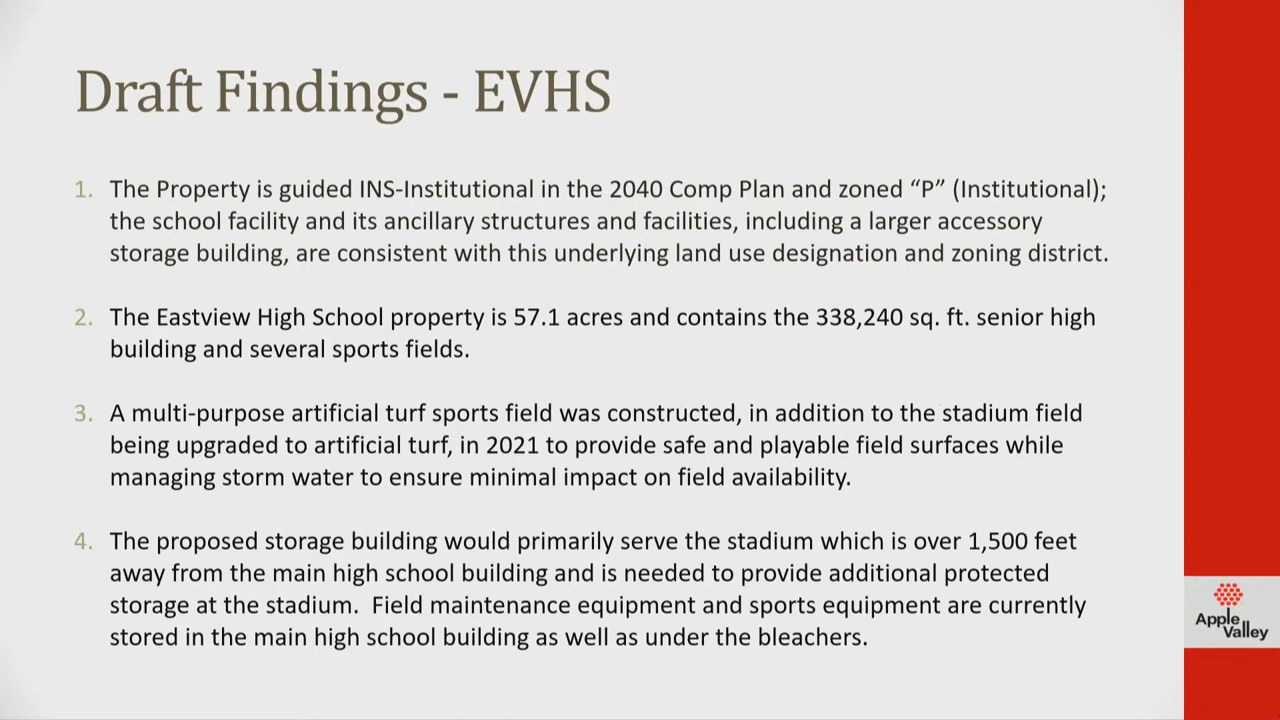 Draft Findings - EVHS
1. The Property is guided INS-Institutional in the 2040 Comp Plan and zoned “P” (Institutional);
the school facility and its ancillary structures and facilities, including a larger accessory
storage building, are consistent with this underlying land use designation and zoning district.
2. The Eastview High School property is 57.1 acres and contains the 338,240 sq. ft. senior high
building and several sports fields.
3. A multi-purpose artificial turf sports field was constructed, in addition to the stadium field
being upgraded to artificial turf, in 2021 to provide safe and playable field surfaces while
managing storm water to ensure minimal impact on field availability.
4. The proposed storage building would primarily serve the stadium which is over 1,500 feet
away from the main high school building and is needed to provide additional protected
storage at the stadium.  Field maintenance equipment and sports equipment are currently
stored in the main high school building as well as under the bleachers.
Apple
Valley